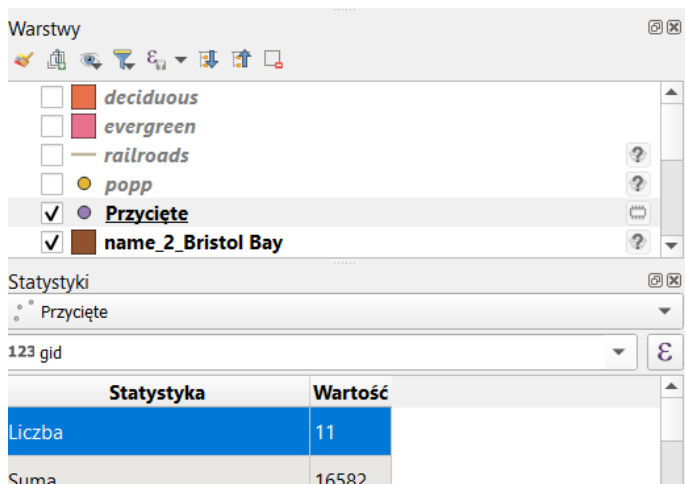 Warstwy
deciduous
evergreen
railroads
popp
Przycięte
name_2_Bristol Bay
Statystyki
Przycięte
123 gid
ε
Statystyka Wartość
Liczba 11
Suma 16582